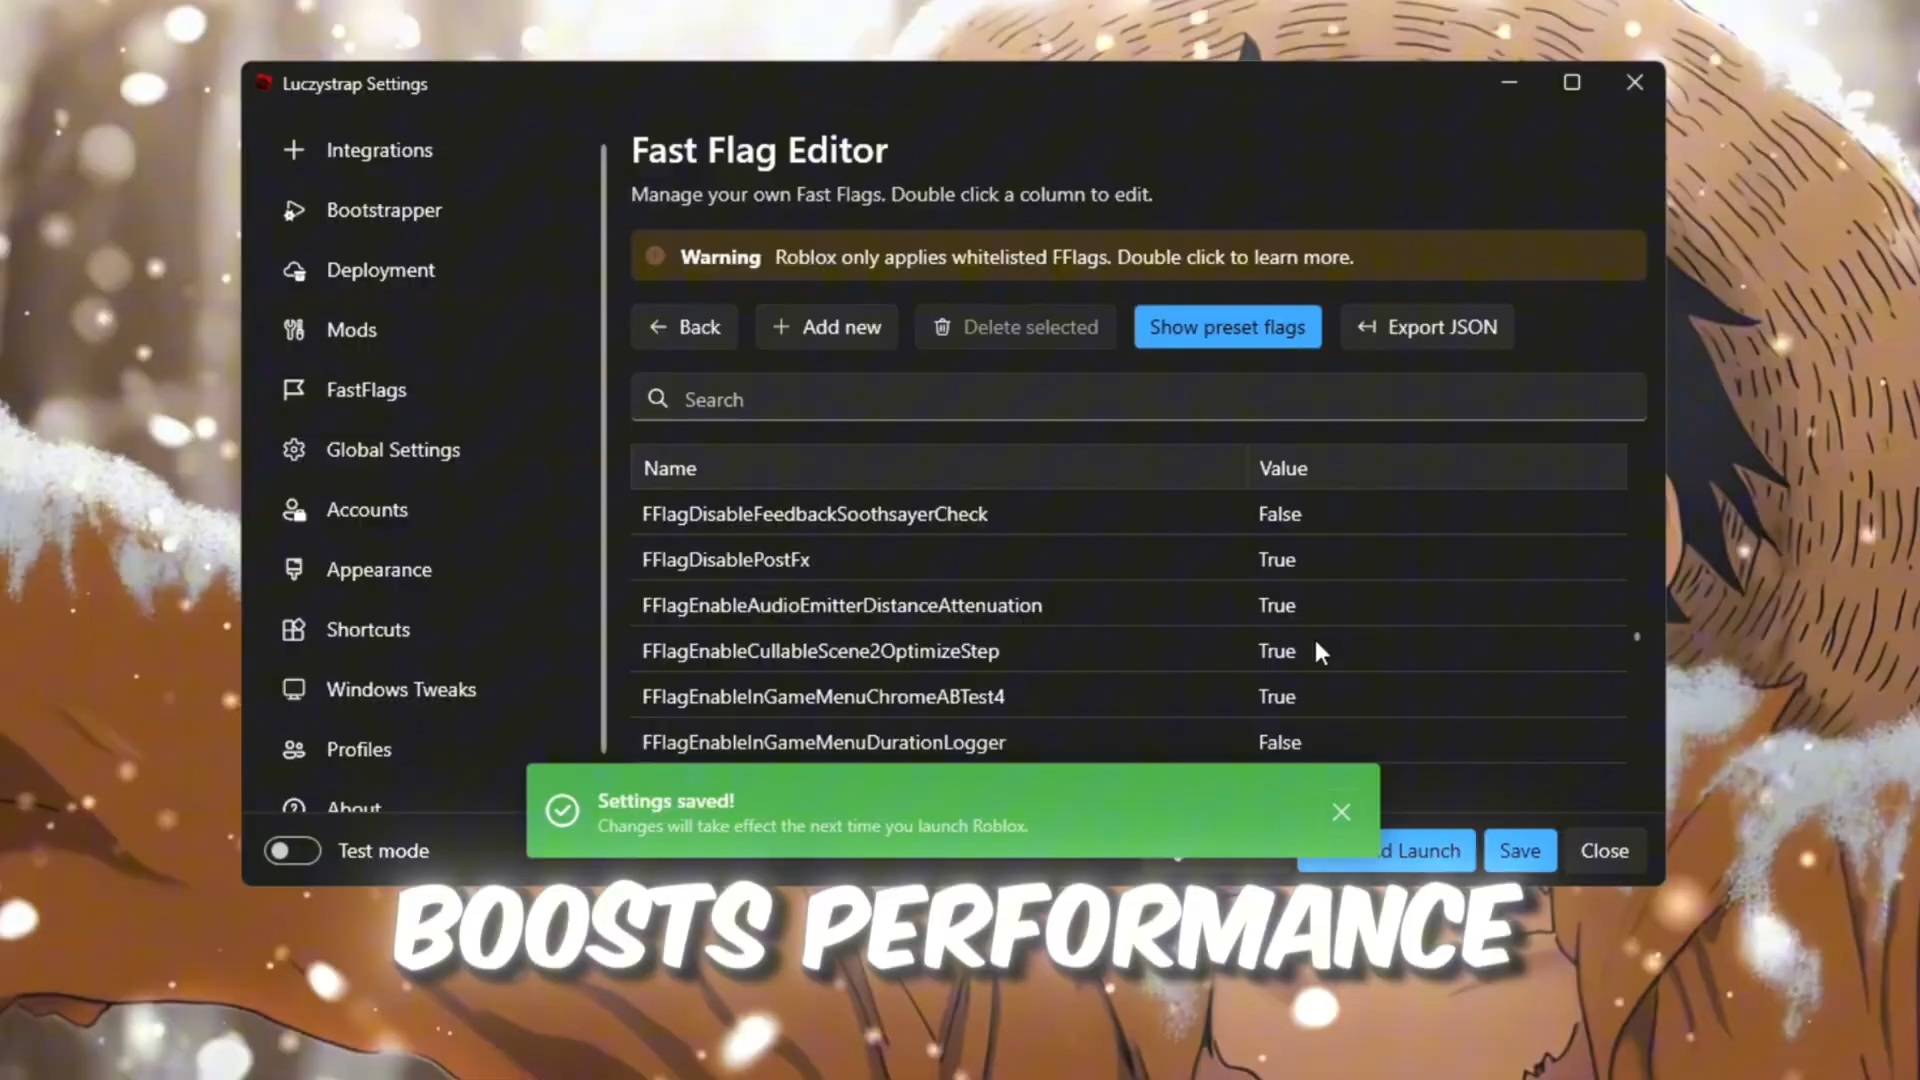 Luczystrap Settings
Integrations
Bootstrapper
Deployment
Mods
FastFlags
Global Settings
Accounts
Appearance
Shortcuts
Windows Tweaks
Profiles
About
Test mode
Fast Flag Editor
Manage your own Fast Flags. Double click a column to edit.
Warning Roblox only applies whitelisted FFlags. Double click to learn more.
Back Add new Delete selected Show preset flags Export JSON
Search
Name Value
FFlagDisableFeedbackSoothsayerCheck False
FFlagDisablePostFx True
FFlagEnableAudioEmitterDistanceAttenuation True
FFlagEnableCullableScene2OptimizeStep True
FFlagEnableInGameMenuChromeABTest4 True
FFlagEnableInGameMenuDurationLogger False
Settings saved!
Changes will take effect the next time you launch Roblox.
Launch Save Close
BOOSTS PERFORMANCE